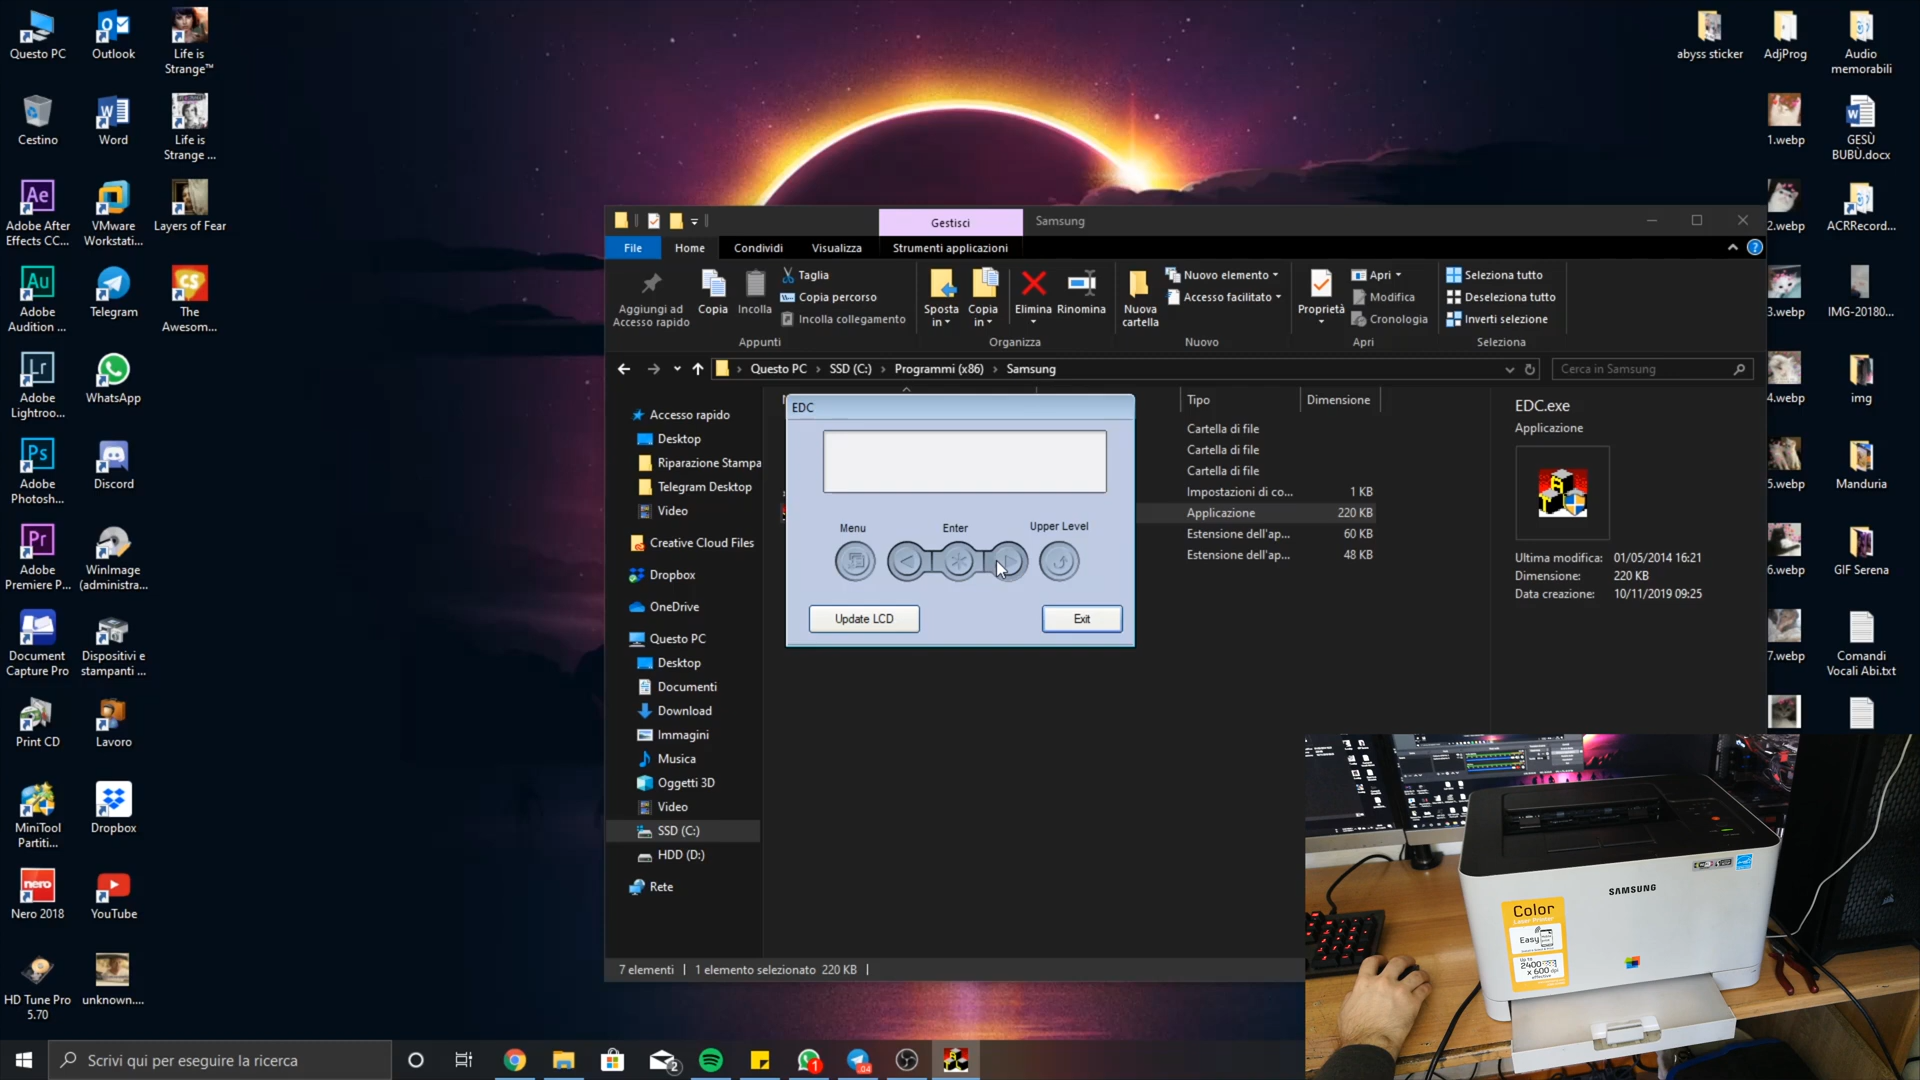 Questo PC
Outlook
Life is
Strange™
Cestino
Word
Life is
Strange ...
Adobe After
Effects CC...
VMware
Workstati...
Layers of Fear
Adobe
Audition ...
Telegram
The
Awesom...
Adobe
Lightroo...
WhatsApp
Adobe
Photosh...
Discord
Adobe
Premiere P...
WinImage
(administra...
Document
Capture Pro
Dispositivi e
stampanti ...
Print CD
Lavoro
MiniTool
Partiti...
Dropbox
Nero 2018
YouTube
HD Tune Pro
5.70
unknown....
abyss sticker
AdjProg
Audio
memorabili
1.webp
GESÙ
BUBÙ.docx
2.webp
ACRRecord...
3.webp
IMG-20180...
4.webp
img
5.webp
Manduria
6.webp
GIF Serena
7.webp
Comandi
Vocali Abi.txt
Gestisci
Samsung
File
Home
Condividi
Visualizza
Strumenti applicazioni
Aggiungi ad
Accesso rapido
Copia
Incolla
Taglia
Copia percorso
Incolla collegamento
Appunti
Sposta
in
Copia
in
Elimina
Rinomina
Organizza
Nuova
cartella
Nuovo elemento
Accesso facilitato
Nuovo
Proprietà
Apri
Modifica
Cronologia
Apri
Seleziona tutto
Deseleziona tutto
Inverti selezione
Seleziona
Questo PC › SSD (C:) › Programmi (x86) › Samsung
Cerca in Samsung
Accesso rapido
Desktop
Riparazione Stampa
Telegram Desktop
Video
Creative Cloud Files
Dropbox
OneDrive
Questo PC
Desktop
Documenti
Download
Immagini
Musica
Oggetti 3D
Video
SSD (C:)
HDD (D:)
Rete
Tipo
Dimensione
Cartella di file
Cartella di file
Cartella di file
Impostazioni di co... 1 KB
Applicazione 220 KB
Estensione dell'ap... 60 KB
Estensione dell'ap... 48 KB
EDC.exe
Applicazione
Ultima modifica: 01/05/2014 16:21
Dimensione: 220 KB
Data creazione: 10/11/2019 09:25
EDC
Menu
Enter
Upper Level
Update LCD
Exit
7 elementi
1 elemento selezionato 220 KB
SAMSUNG
Color
Laser Printer
Easy
Up to
2400
x 600 dpi
effective
Scrivi qui per eseguire la ricerca
2
1